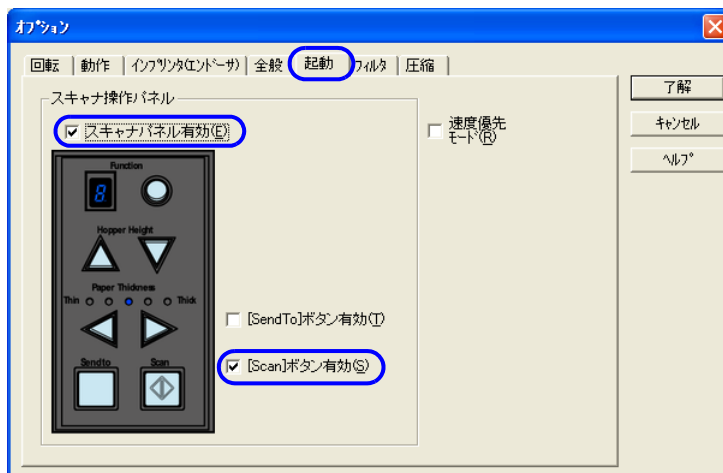 オプション
回転 動作 インプリンタ(エンドーサ) 全般 起動 フィルタ 圧縮
了解
キャンセル
ヘルプ
スキャナ操作パネル
スキャナパネル有効(E)
速度優先
モード(R)
Function
8
Hopper Height
Paper Thickness
Thin Thick
Sendto Scan
[SendTo]ボタン有効(T)
[Scan]ボタン有効(S)